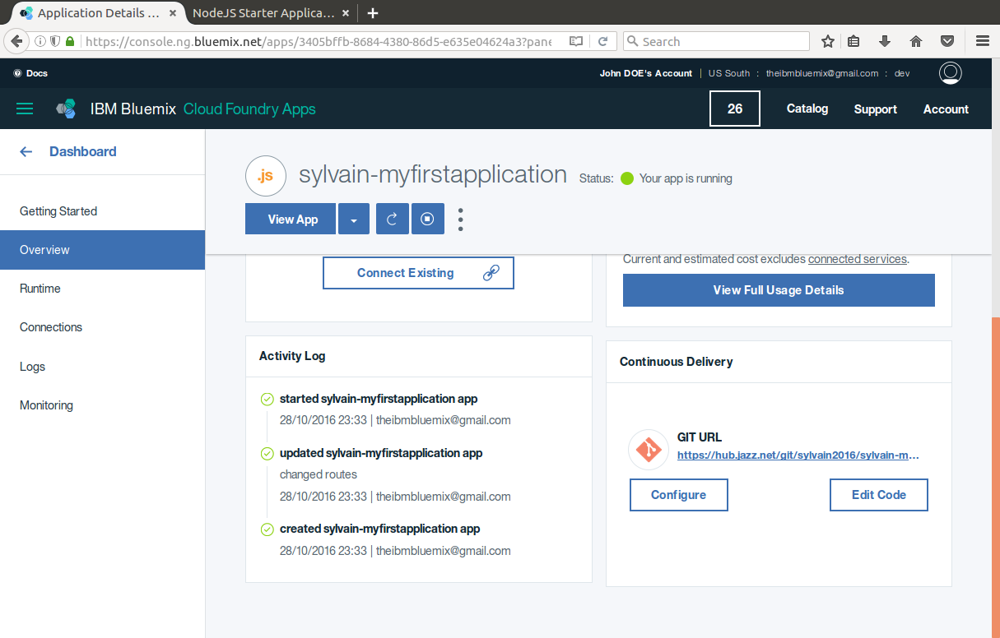 Application Details ... ×
NodeJS Starter Applica... ×
https://console.ng.bluemix.net/apps/3405bffb-8684-4380-86d5-e635e04624a3?pane
Search
Docs
John DOE's Account | US South : theibmbluemix@gmail.com : dev
IBM Bluemix Cloud Foundry Apps
26
Catalog
Support
Account
Dashboard
Getting Started
Overview
Runtime
Connections
Logs
Monitoring
.js
sylvain-myfirstapplication
Status: Your app is running
View App
Connect Existing
Current and estimated cost excludes connected services.
View Full Usage Details
Activity Log
started sylvain-myfirstapplication app
28/10/2016 23:33 | theibmbluemix@gmail.com
updated sylvain-myfirstapplication app
changed routes
28/10/2016 23:33 | theibmbluemix@gmail.com
created sylvain-myfirstapplication app
28/10/2016 23:33 | theibmbluemix@gmail.com
Continuous Delivery
GIT URL
https://hub.jazz.net/git/sylvain2016/sylvain-m...
Configure
Edit Code